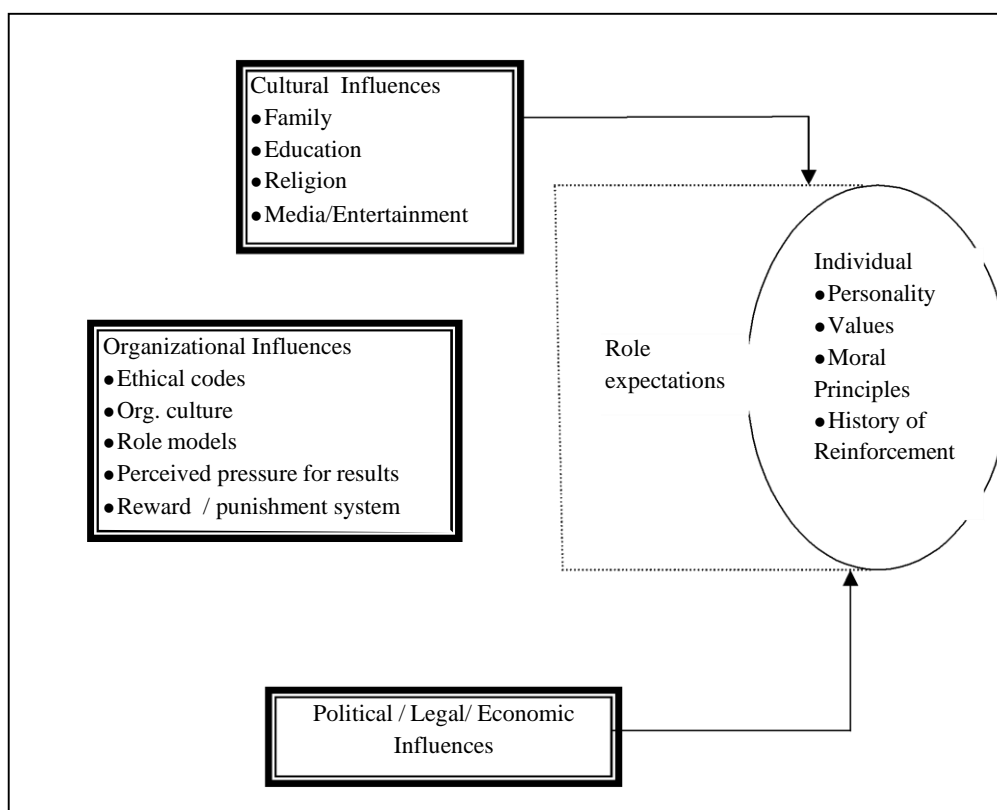 Cultural Influences
●Family
●Education
●Religion
●Media/Entertainment
Organizational Influences
●Ethical codes
●Org. culture
●Role models
●Perceived pressure for results
●Reward / punishment system
Role
expectations
Individual
●Personality
●Values
●Moral
Principles
●History of
Reinforcement
Political / Legal/ Economic
Influences